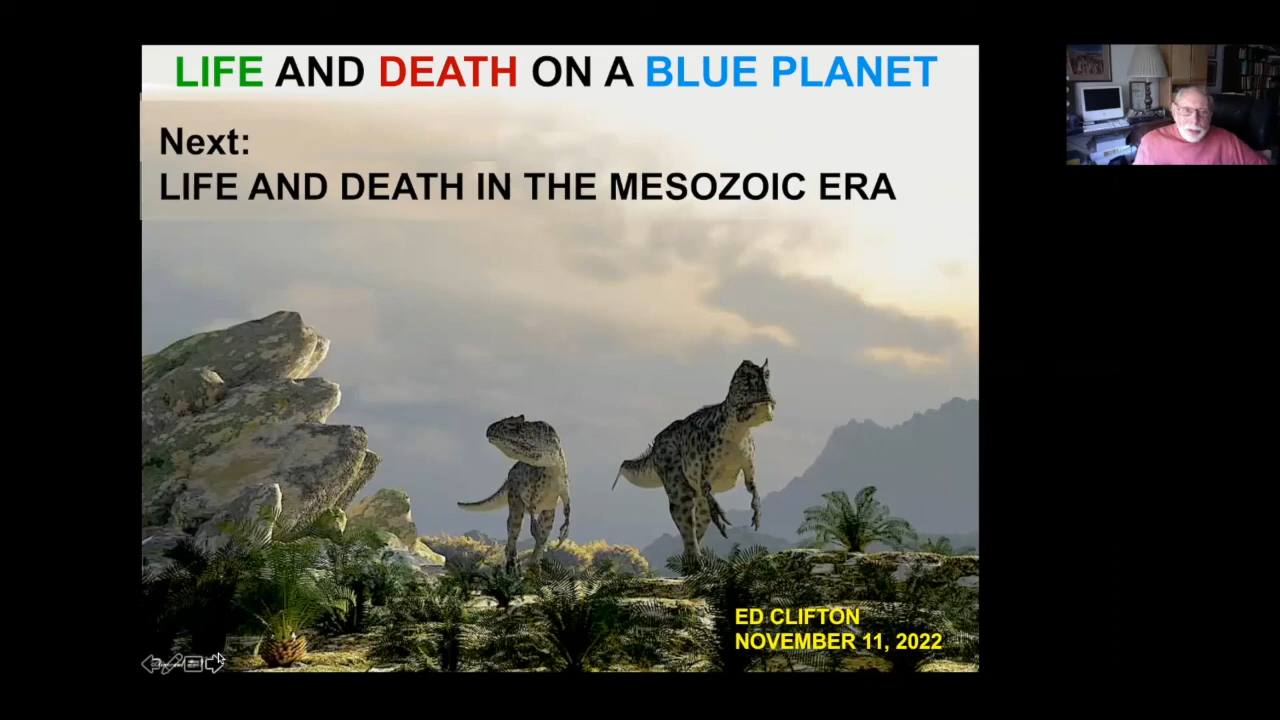 LIFE AND DEATH ON A BLUE PLANET
Next:
LIFE AND DEATH IN THE MESOZOIC ERA
ED CLIFTON
NOVEMBER 11, 2022